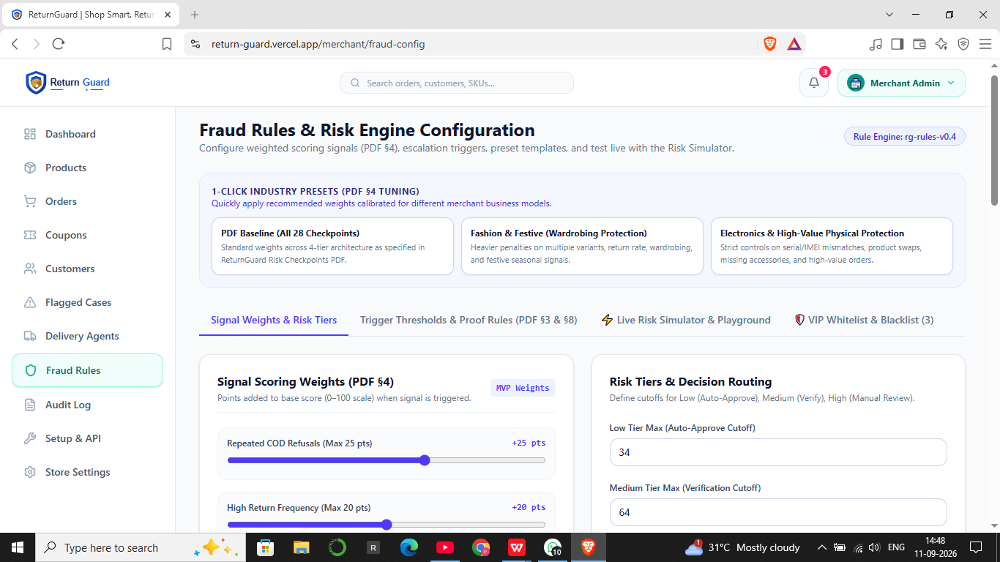 ReturnGuard | Shop Smart. Retur
return-guard.vercel.app/merchant/fraud-config
Return Guard
Search orders, customers, SKUs...
3
Merchant Admin
Dashboard
Products
Orders
Coupons
Customers
Flagged Cases
Delivery Agents
Fraud Rules
Audit Log
Setup & API
Store Settings
Fraud Rules & Risk Engine Configuration
Configure weighted scoring signals (PDF §4), escalation triggers, preset templates, and test live with the Risk Simulator.
Rule Engine: rg-rules-v0.4
1-CLICK INDUSTRY PRESETS (PDF §4 TUNING)
Quickly apply recommended weights calibrated for different merchant business models.
PDF Baseline (All 28 Checkpoints)
Standard weights across 4-tier architecture as specified in
ReturnGuard Risk Checkpoints PDF.
Fashion & Festive (Wardrobing Protection)
Heavier penalties on multiple variants, return rate, wardrobing,
and festive seasonal signals.
Electronics & High-Value Physical Protection
Strict controls on serial/IMEI mismatches, product swaps,
missing accessories, and high-value orders.
Signal Weights & Risk Tiers
Trigger Thresholds & Proof Rules (PDF §3 & §8)
Live Risk Simulator & Playground
VIP Whitelist & Blacklist (3)
Signal Scoring Weights (PDF §4)
Points added to base score (0–100 scale) when signal is triggered.
MVP Weights
Repeated COD Refusals (Max 25 pts)
+25 pts
High Return Frequency (Max 20 pts)
+20 pts
Risk Tiers & Decision Routing
Define cutoffs for Low (Auto-Approve), Medium (Verify), High (Manual Review).
Low Tier Max (Auto-Approve Cutoff)
34
Medium Tier Max (Verification Cutoff)
64
Type here to search
R
W
10
1
31°C Mostly cloudy
ENG
14:48
11-09-2026